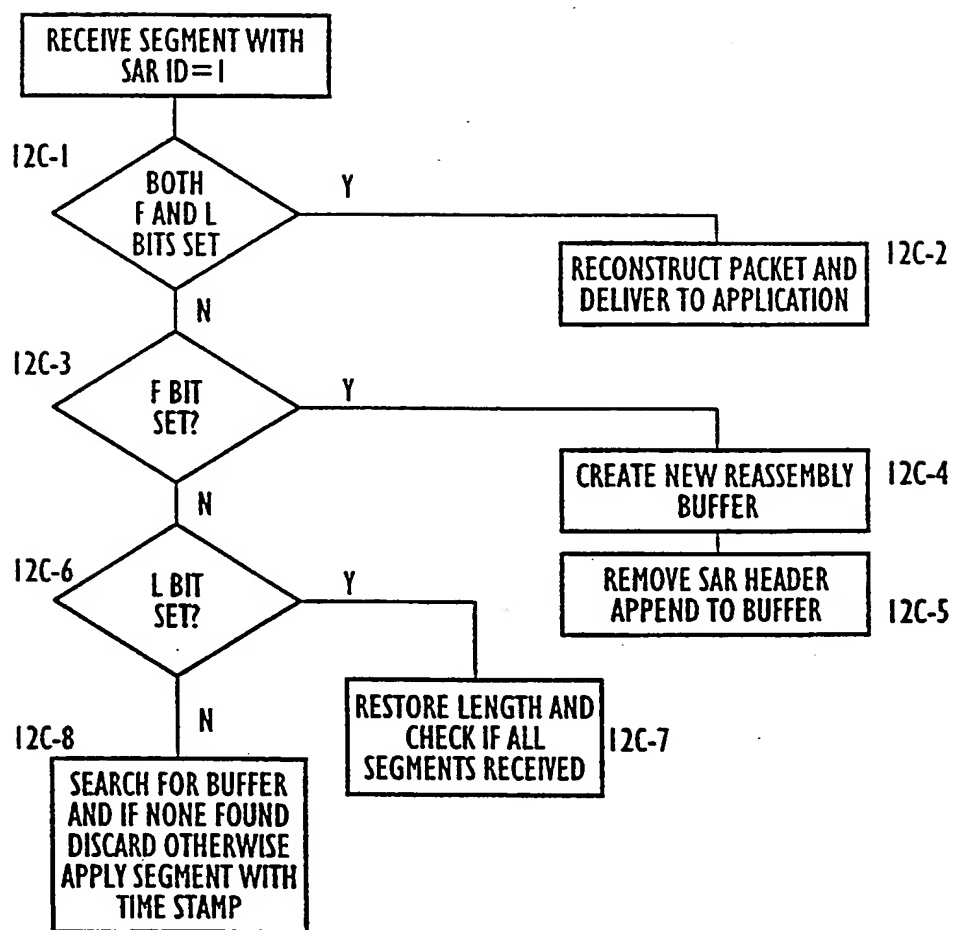 RECEIVE SEGMENT WITH
SAR ID=1
12C-1
BOTH
F AND L
BITS SET
Y
12C-2
RECONSTRUCT PACKET AND
DELIVER TO APPLICATION
N
12C-3
F BIT
SET?
Y
CREATE NEW REASSEMBLY
BUFFER
12C-4
N
REMOVE SAR HEADER
APPEND TO BUFFER
12C-5
12C-6
L BIT
SET?
Y
RESTORE LENGTH AND
CHECK IF ALL
SEGMENTS RECEIVED
12C-7
N
12C-8
SEARCH FOR BUFFER
AND IF NONE FOUND
DISCARD OTHERWISE
APPLY SEGMENT WITH
TIME STAMP